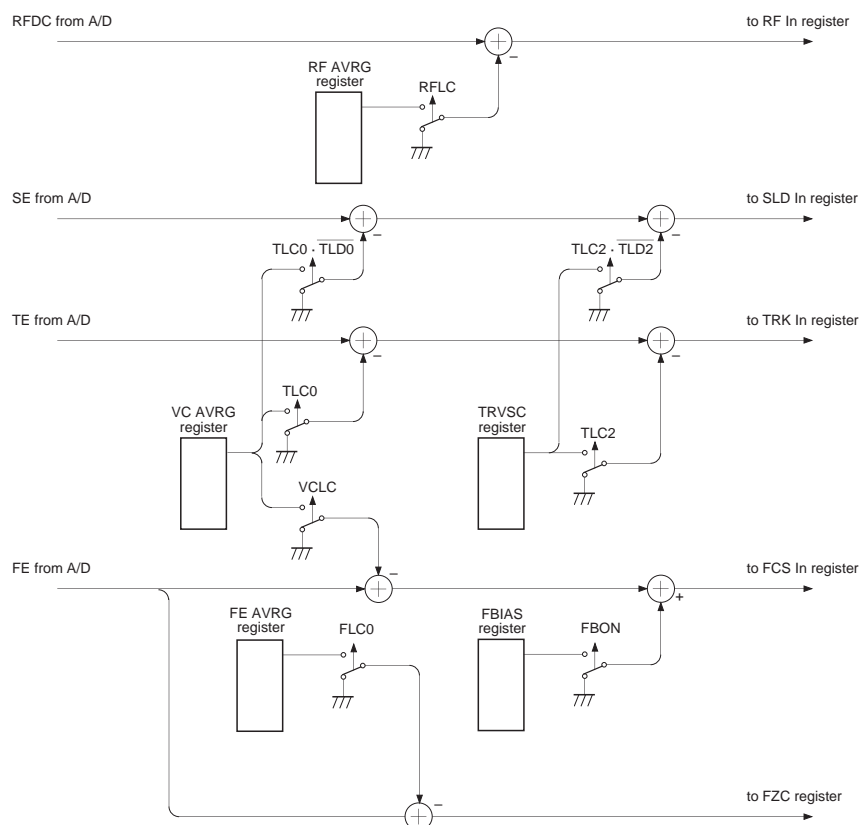 RFDC from A/D
to RF In register
RF AVRG
register
RFLC
–
SE from A/D
to SLD In register
–
–
TLC0 · T̅L̅D̅0̅
TLC2 · T̅L̅D̅2̅
TE from A/D
to TRK In register
–
–
TLC0
VC AVRG
register
TRVSC
register
TLC2
VCLC
–
FE from A/D
to FCS In register
+
FE AVRG
register
FLC0
FBIAS
register
FBON
–
to FZC register